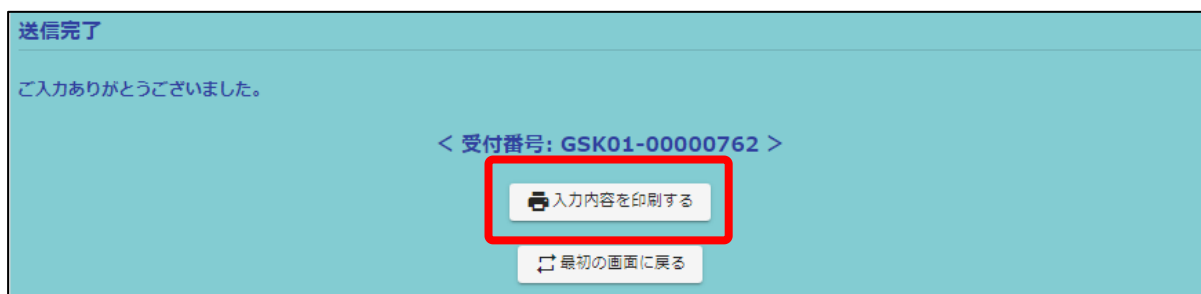 送信完了
ご入力ありがとうございました。
＜ 受付番号: GSK01-00000762 ＞
入力内容を印刷する
最初の画面に戻る